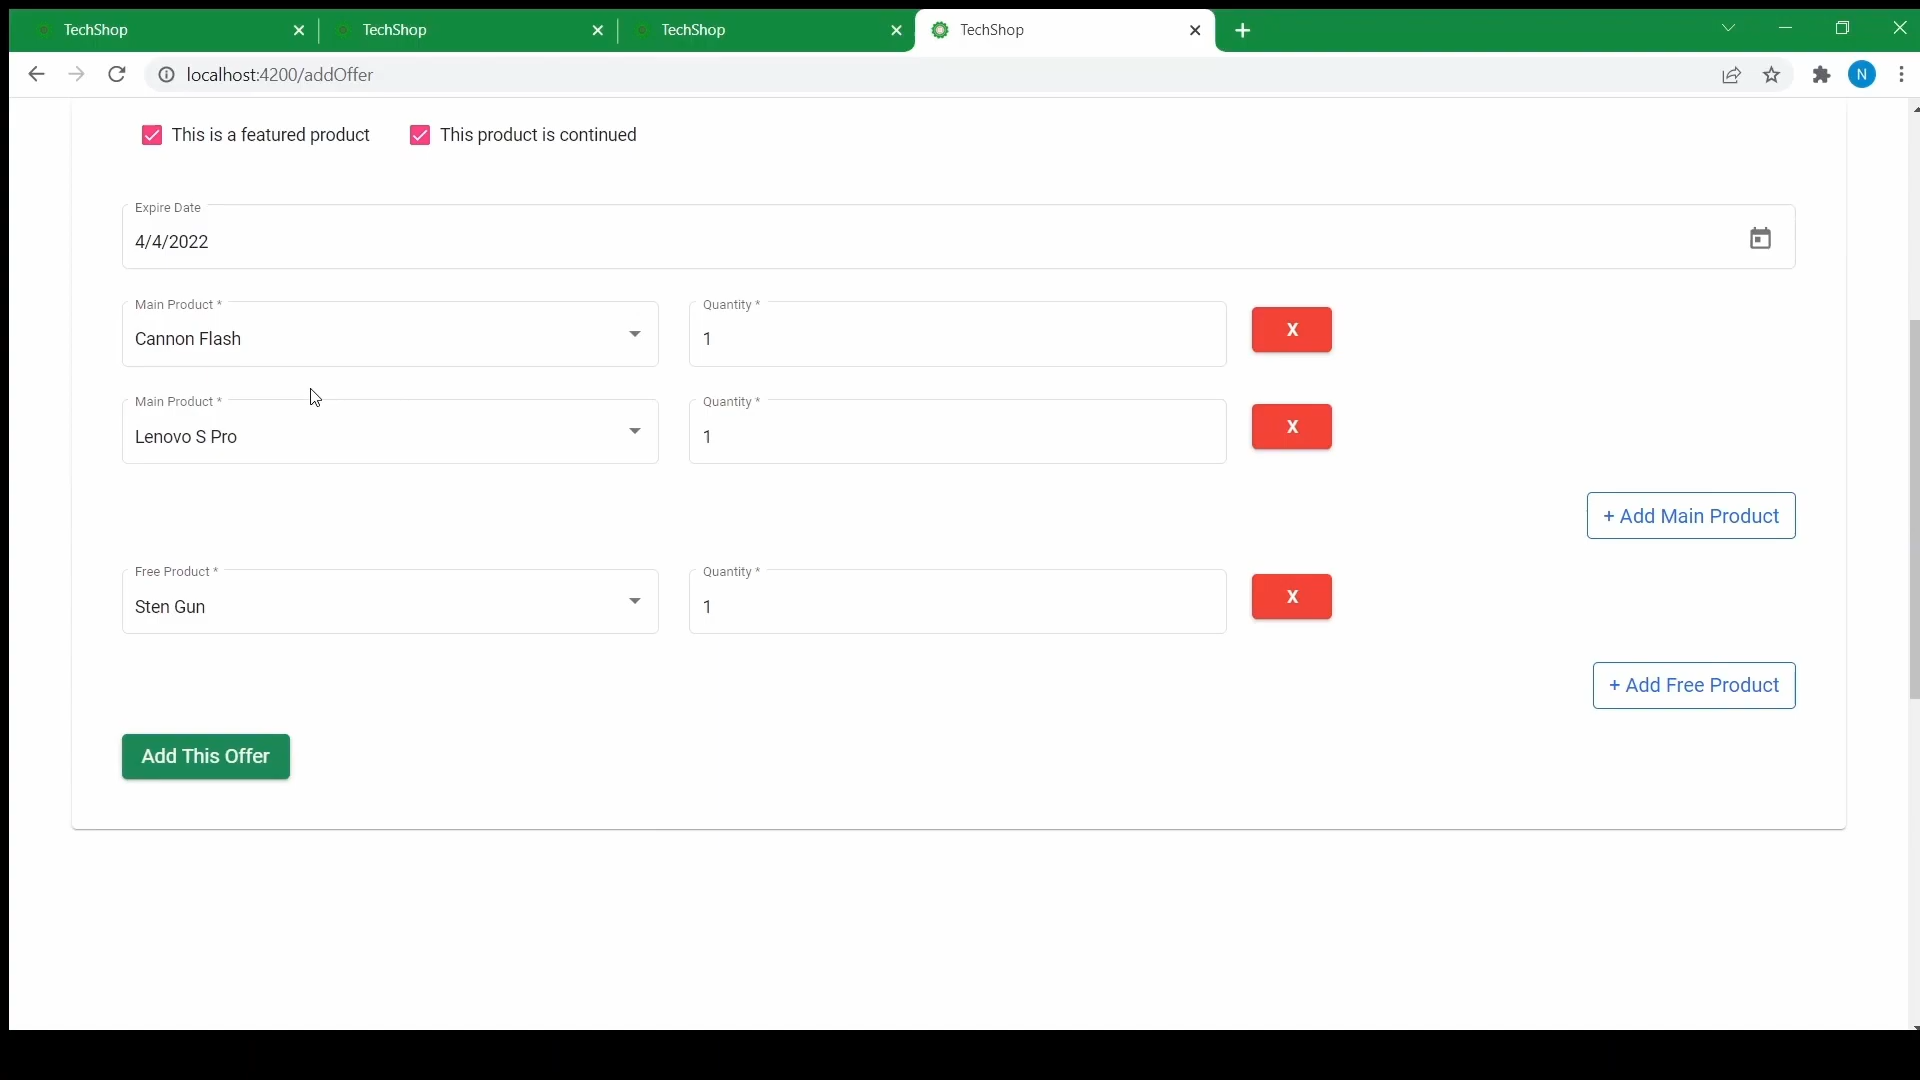 TechShop TechShop TechShop TechShop
localhost:4200/addOffer N
This is a featured product This product is continued
Expire Date
4/4/2022
Main Product * Quantity *
Cannon Flash 1 X
Main Product * Quantity *
Lenovo S Pro 1 X
+ Add Main Product
Free Product * Quantity *
Sten Gun 1 X
+ Add Free Product
Add This Offer